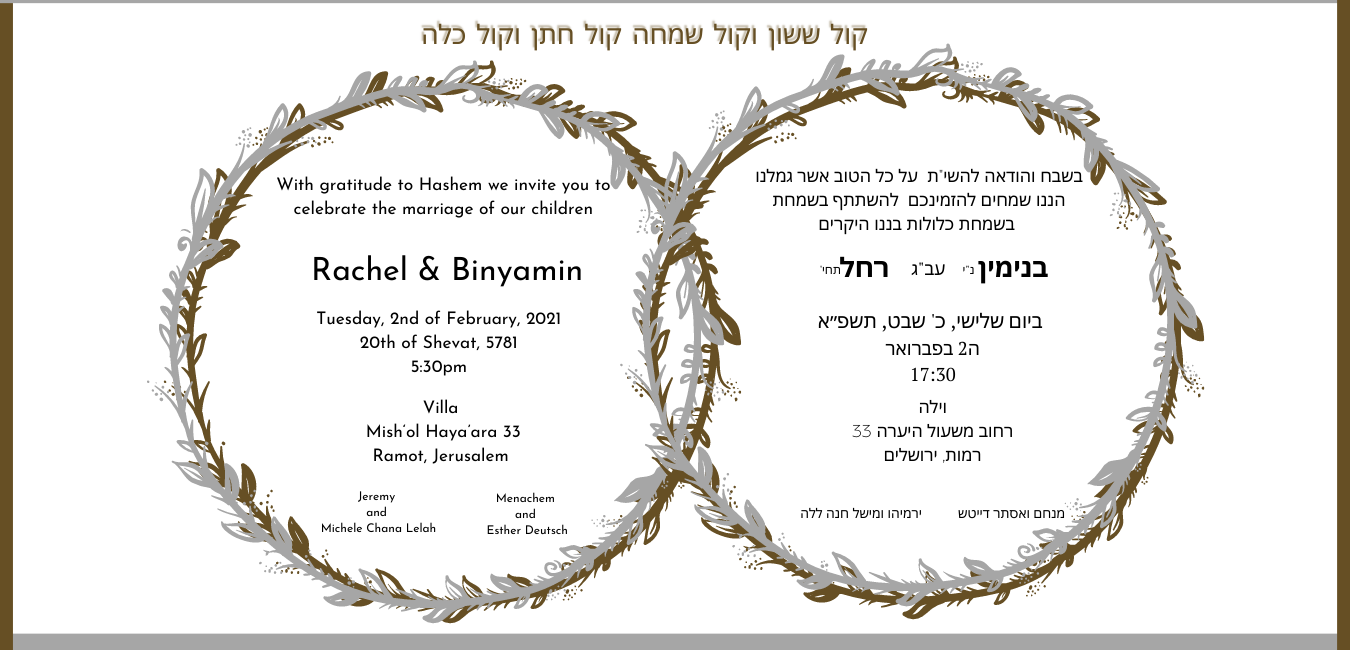 קול ששון וקול שמחה קול חתן וקול כלה
With gratitude to Hashem we invite you to
celebrate the marriage of our children
Rachel & Binyamin
Tuesday, 2nd of February, 2021
20th of Shevat, 5781
5:30pm
Villa
Mish'ol Haya'ara 33
Ramot, Jerusalem
Jeremy
and
Michele Chana Lelah
Menachem
and
Esther Deutsch
בשבח והודאה להשי"ת על כל הטוב אשר גמלנו
הננו שמחים להזמינכם להשתתף בשמחת
בשמחת כלולות בננו היקרים
בנימין נ"י עב"ג רחל תחי'
ביום שלישי, כ' שבט, תשפ״א
ה2 בפברואר
17:30
וילה
רחוב משעול היערה 33
רמות, ירושלים
מנחם ואסתר דייטש
ירמיהו ומישל חנה ללה